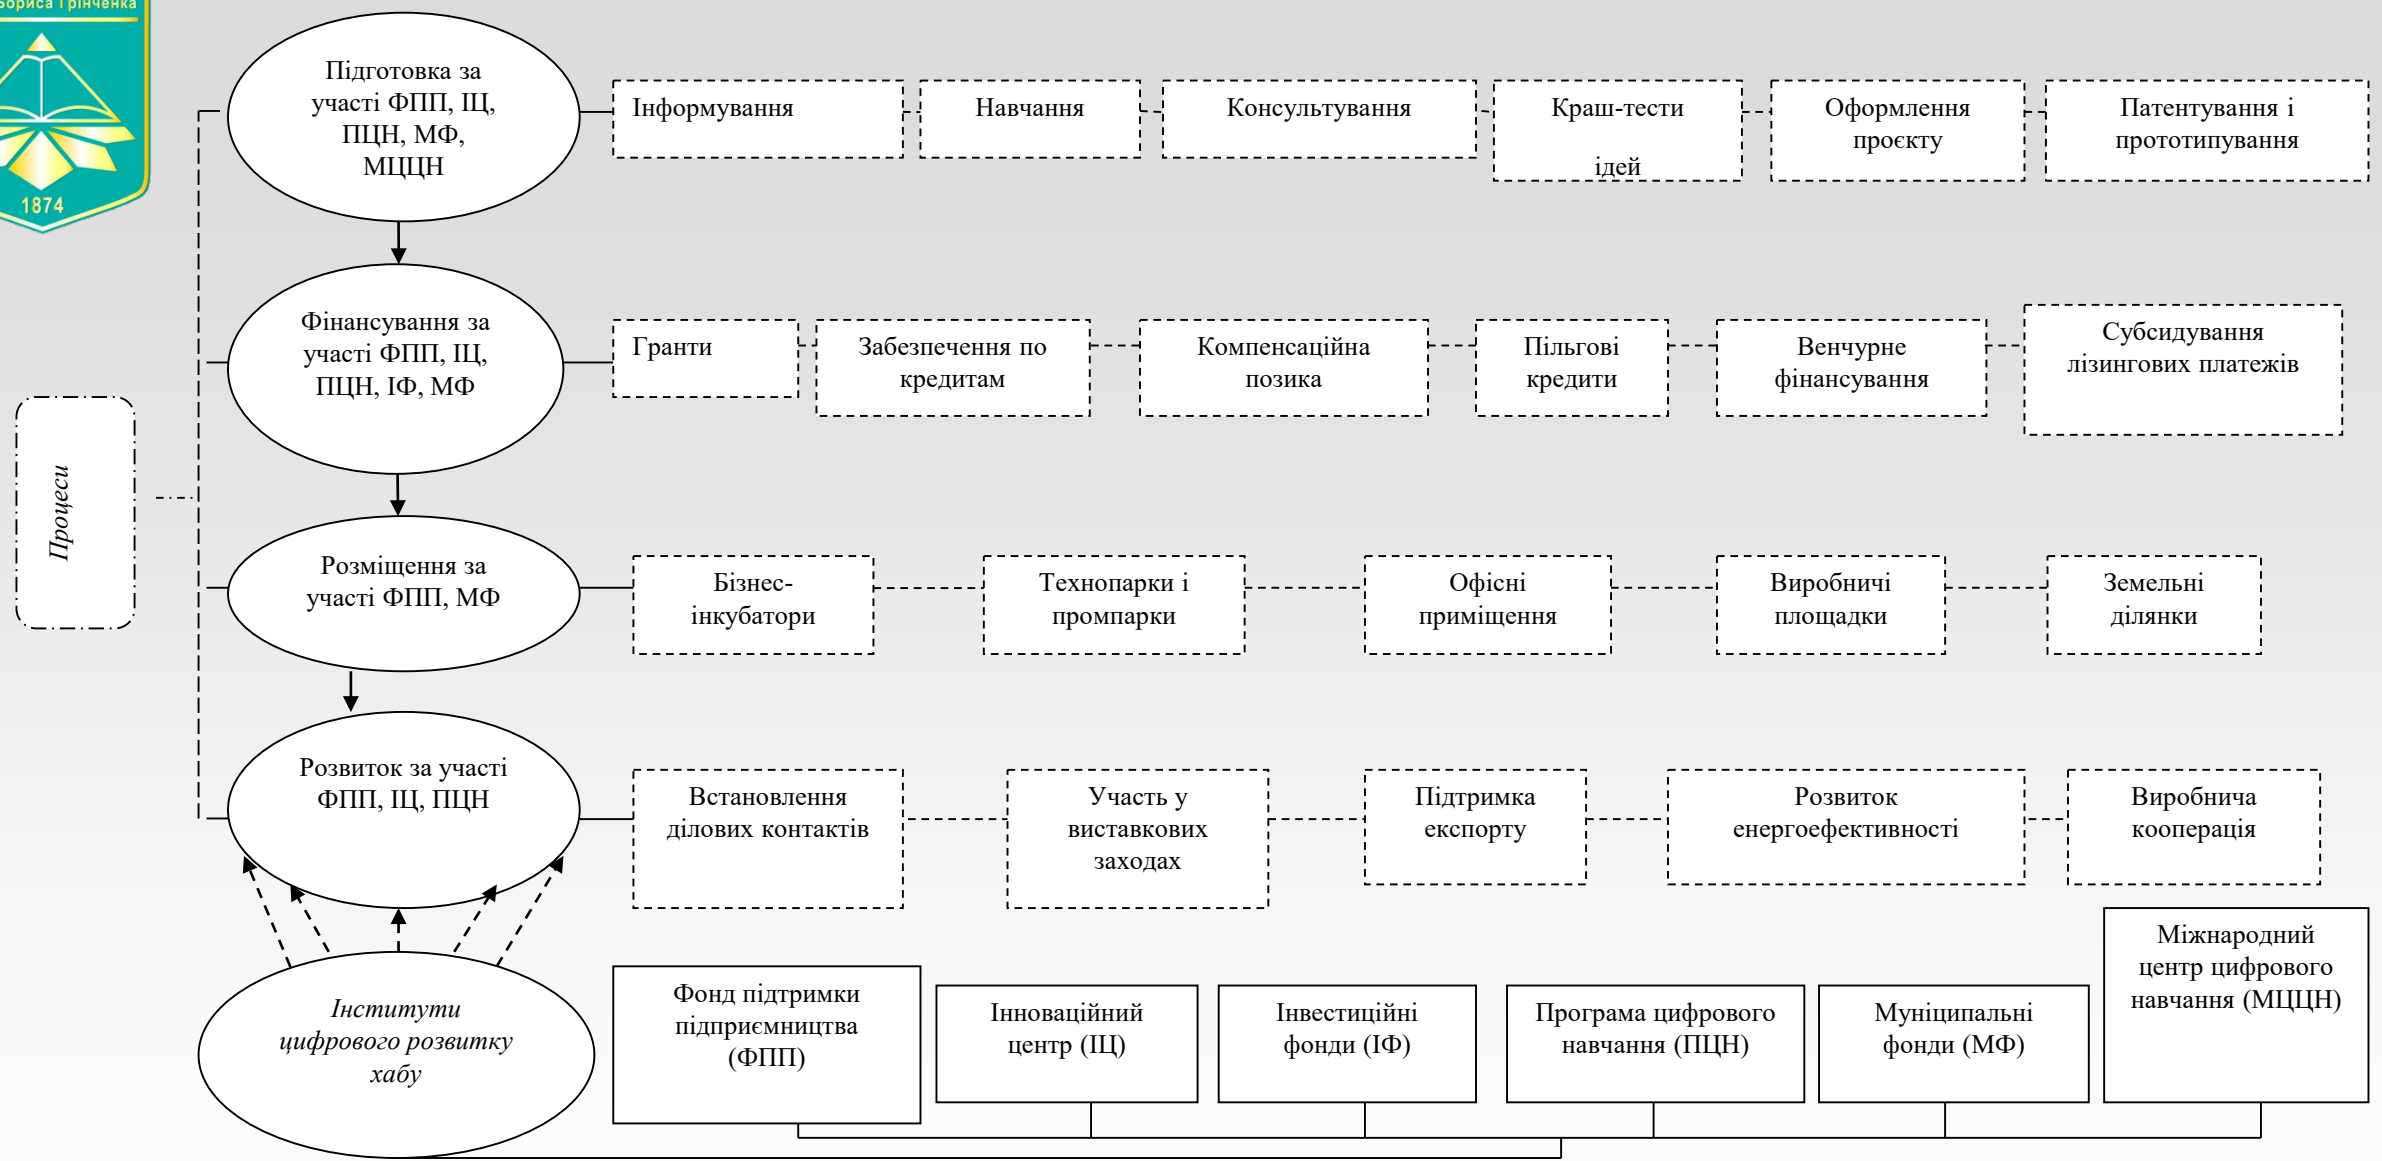 Бориса Грінченка
1874
Підготовка за
участі ФПП, ІЦ,
ПЦН, МФ,
МЦЦН
Інформування
Навчання
Консультування
Краш-тести
ідей
Оформлення
проєкту
Патентування і
прототипування
Фінансування за
участі ФПП, ІЦ,
ПЦН, ІФ, МФ
Гранти
Забезпечення по
кредитам
Компенсаційна
позика
Пільгові
кредити
Венчурне
фінансування
Субсидування
лізингових платежів
Процеси
Розміщення за
участі ФПП, МФ
Бізнес-
інкубатори
Технопарки і
промпарки
Офісні
приміщення
Виробничі
площадки
Земельні
ділянки
Розвиток за участі
ФПП, ІЦ, ПЦН
Встановлення
ділових контактів
Участь у
виставкових
заходах
Підтримка
експорту
Розвиток
енергоефективності
Виробнича
кооперація
Інститути
цифрового розвитку
хабу
Фонд підтримки
підприємництва
(ФПП)
Інноваційний
центр (ІЦ)
Інвестиційні
фонди (ІФ)
Програма цифрового
навчання (ПЦН)
Муніципальні
фонди (МФ)
Міжнародний
центр цифрового
навчання (МЦЦН)